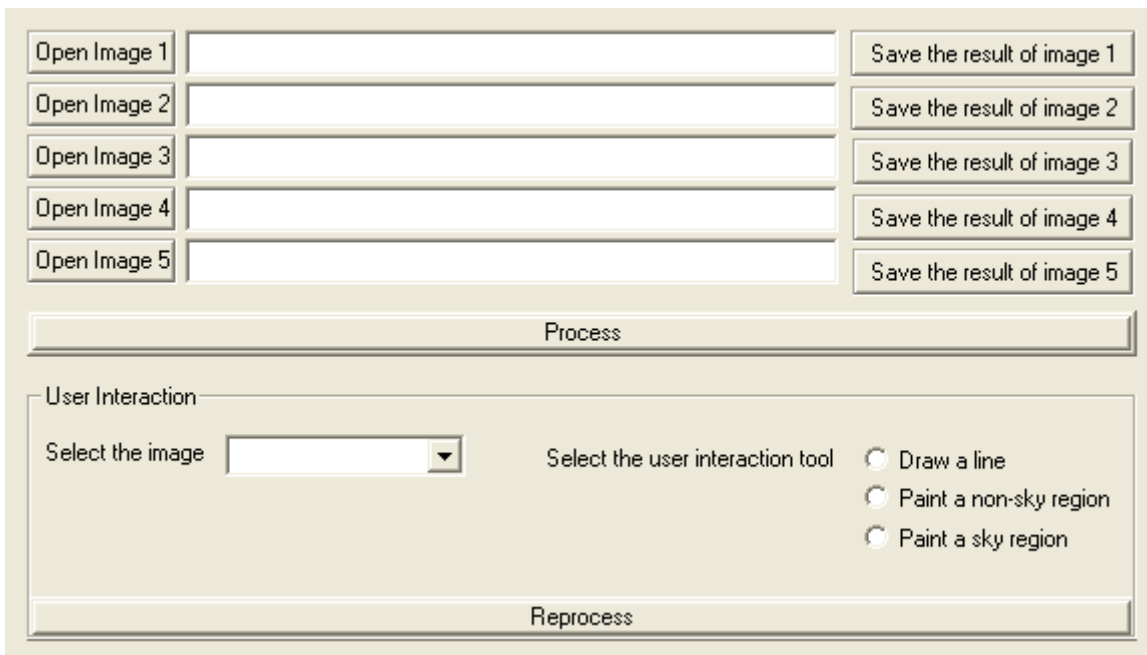 Open Image 1 Save the result of image 1
Open Image 2 Save the result of image 2
Open Image 3 Save the result of image 3
Open Image 4 Save the result of image 4
Open Image 5 Save the result of image 5
Process
User Interaction
Select the image Select the user interaction tool Draw a line
Paint a non-sky region
Paint a sky region
Reprocess